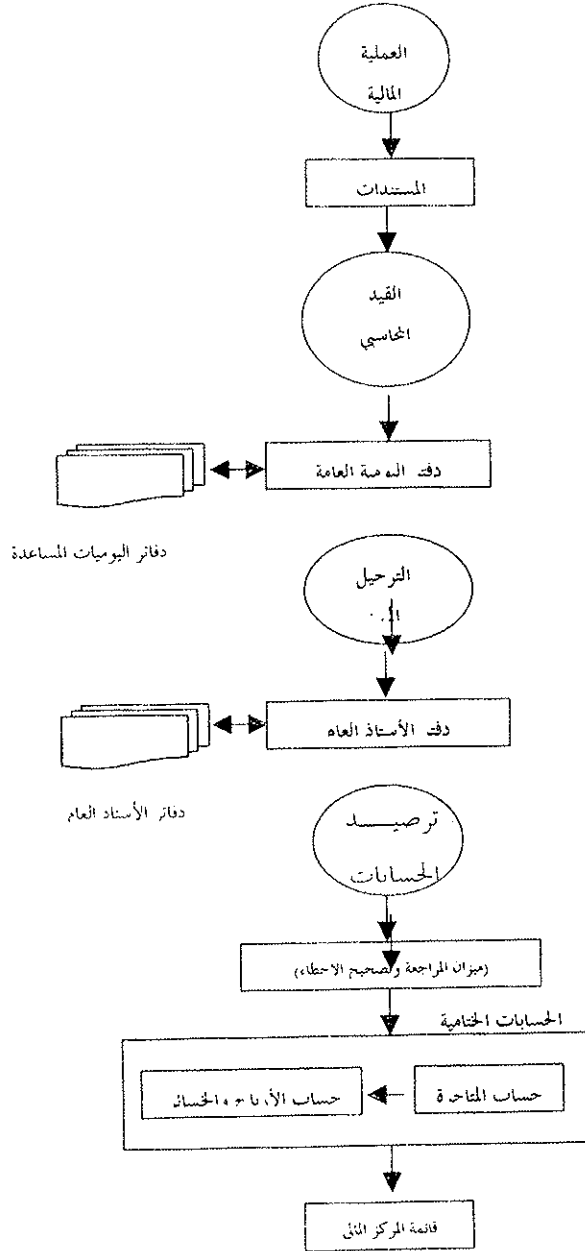 العملية
المالية
المستندات
القيد
المحاسبي
دفتر اليومية العامة
دفاتر اليوميات المساعدة
الترحيل
دفتر الأستاذ العام
دفاتر الأستاذ العام
ترصيـــد
الحسابات
(ميزان المراجعة وتصحيح الاخطاء)
الحسابات الختامية
حساب المتاجرة
حساب الأرباح والخسائر
قائمة المركز المالي